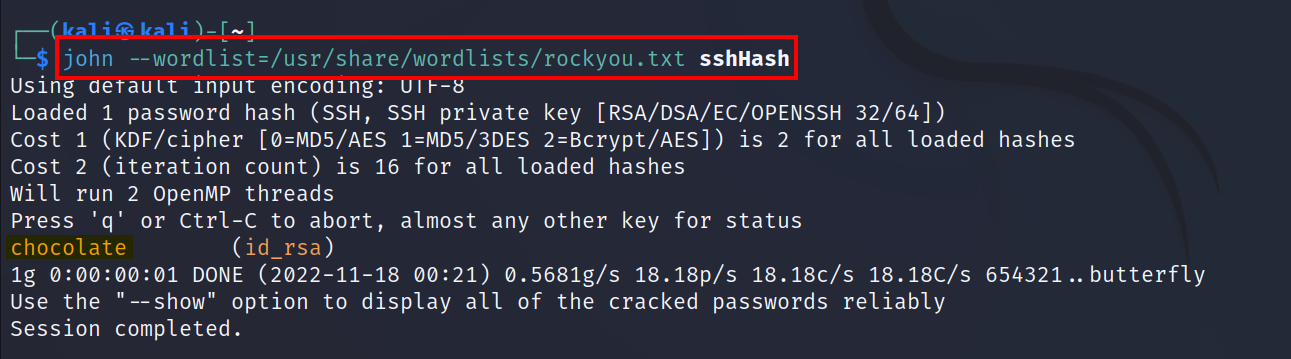 ┌──(kali㉿kali)-[~]
└─$ john --wordlist=/usr/share/wordlists/rockyou.txt sshHash
Using default input encoding: UTF-8
Loaded 1 password hash (SSH, SSH private key [RSA/DSA/EC/OPENSSH 32/64])
Cost 1 (KDF/cipher [0=MD5/AES 1=MD5/3DES 2=Bcrypt/AES]) is 2 for all loaded hashes
Cost 2 (iteration count) is 16 for all loaded hashes
Will run 2 OpenMP threads
Press 'q' or Ctrl-C to abort, almost any other key for status
chocolate        (id_rsa)
1g 0:00:00:01 DONE (2022-11-18 00:21) 0.5681g/s 18.18p/s 18.18c/s 18.18C/s 654321..butterfly
Use the "--show" option to display all of the cracked passwords reliably
Session completed.